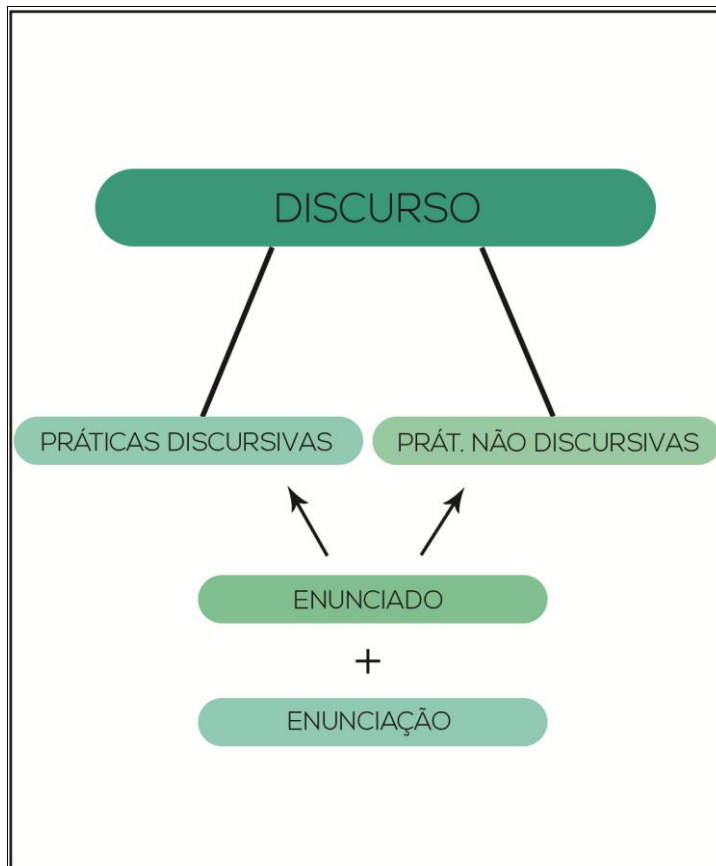 DISCURSO
PRÁTICAS DISCURSIVAS
PRÁT. NÃO DISCURSIVAS
ENUNCIADO
+
ENUNCIAÇÃO